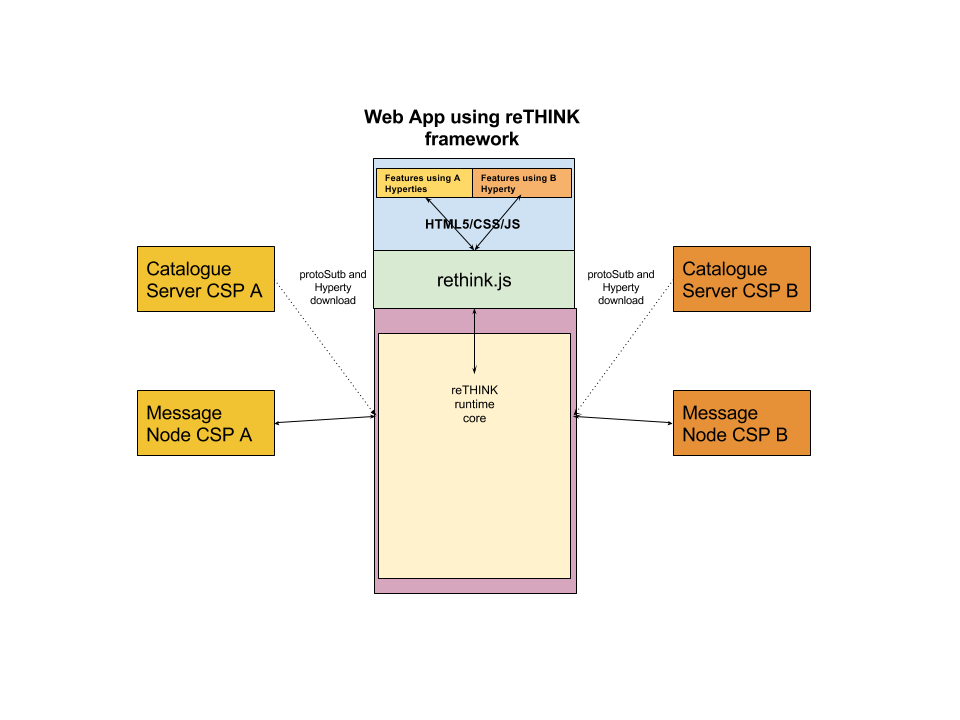 Web App using reTHINK
framework
Features using A
Hyperties
Features using B
Hyperty
HTML5/CSS/JS
rethink.js
Catalogue
Server CSP A
protoSutb and
Hyperty
download
protoSutb and
Hyperty
download
Catalogue
Server CSP B
reTHINK
runtime
core
Message
Node CSP A
Message
Node CSP B